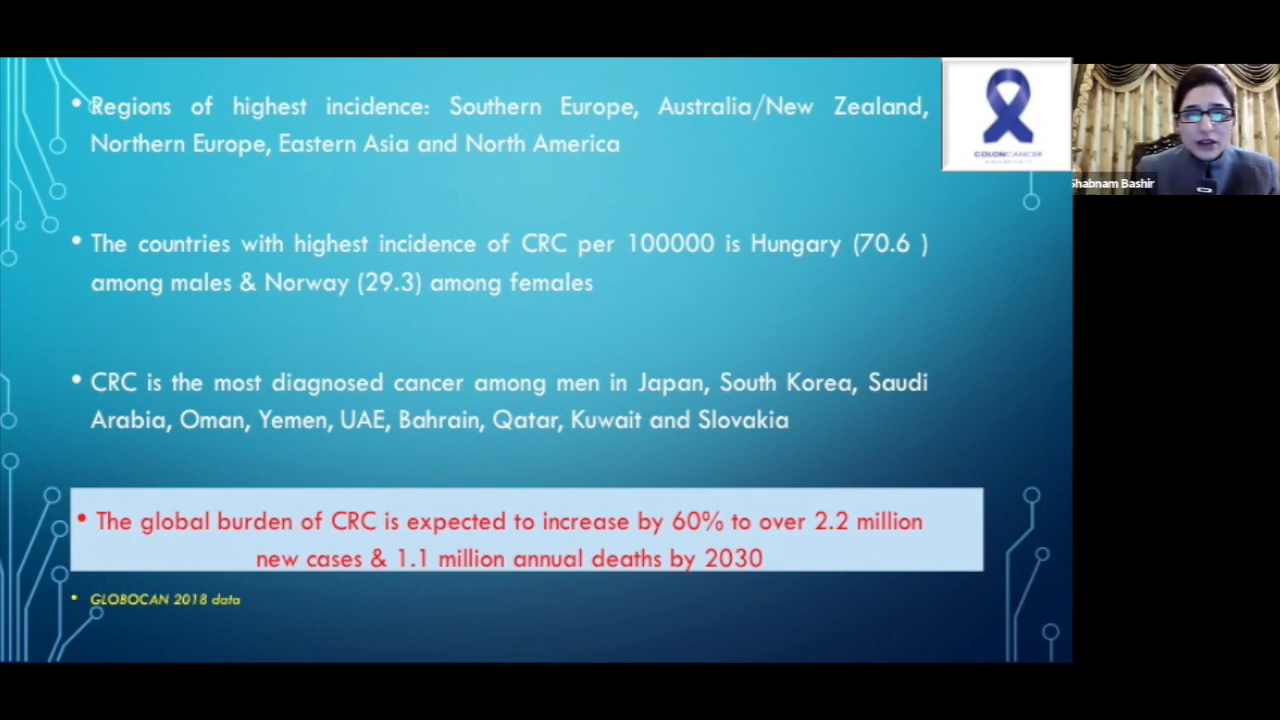 • Regions of highest incidence: Southern Europe, Australia/New Zealand,
Northern Europe, Eastern Asia and North America
• The countries with highest incidence of CRC per 100000 is Hungary (70.6 )
among males & Norway (29.3) among females
• CRC is the most diagnosed cancer among men in Japan, South Korea, Saudi
Arabia, Oman, Yemen, UAE, Bahrain, Qatar, Kuwait and Slovakia
• The global burden of CRC is expected to increase by 60% to over 2.2 million
new cases & 1.1 million annual deaths by 2030
• GLOBOCAN 2018 data
COLONCANCER
Shabnam Bashir